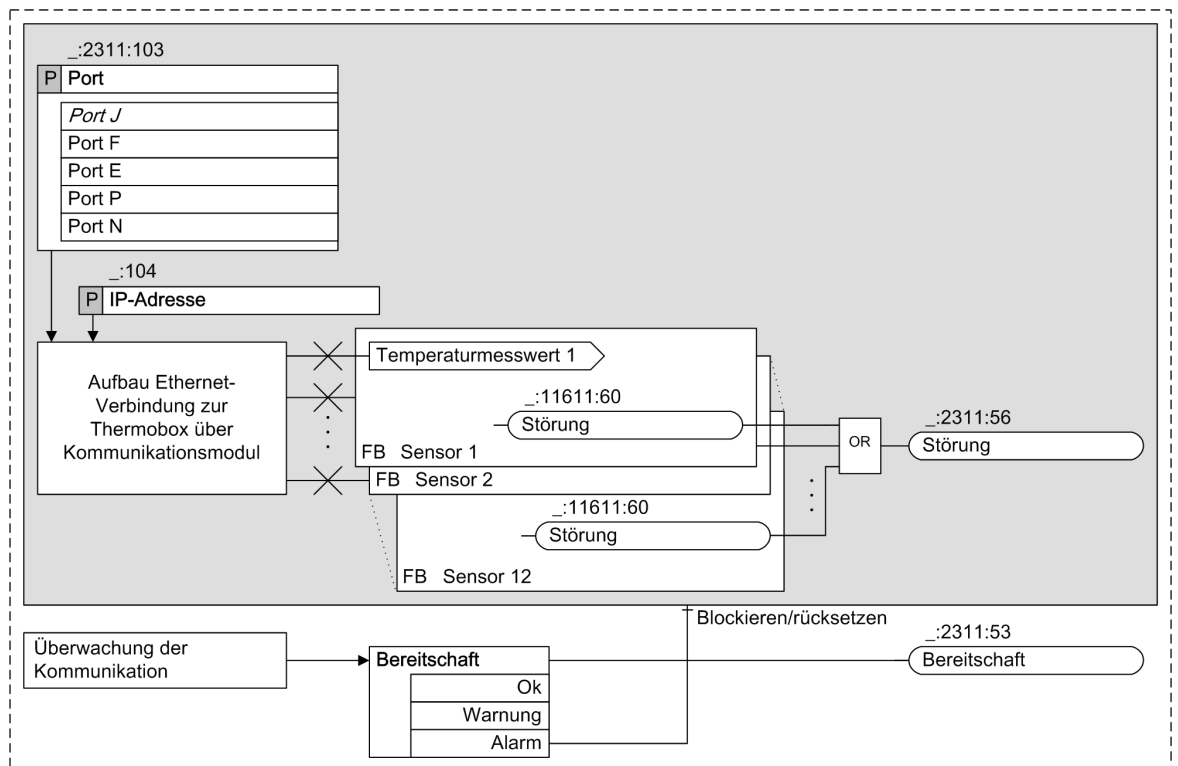 _:2311:103
P Port
Port J
Port F
Port E
Port P
Port N
_:104
P IP-Adresse
Aufbau Ethernet-
Verbindung zur
Thermobox über
Kommunikationsmodul
Temperaturmesswert 1
_:11611:60
Störung
FB Sensor 1
FB Sensor 2
_:11611:60
Störung
FB Sensor 12
OR
_:2311:56
Störung
Blockieren/rücksetzen
Überwachung der
Kommunikation
Bereitschaft
Ok
Warnung
Alarm
_:2311:53
Bereitschaft